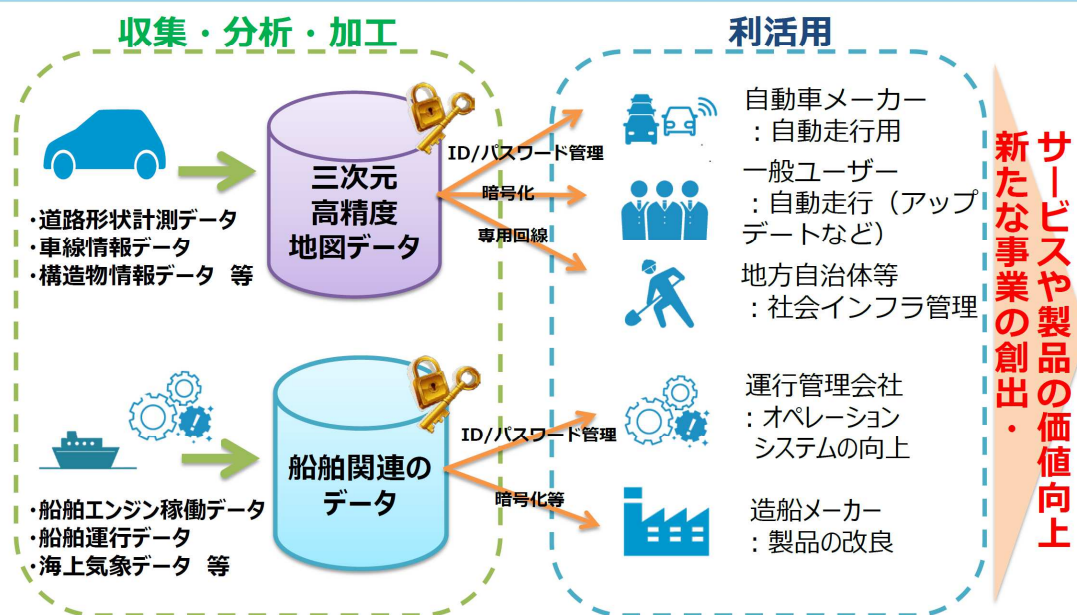 収集・分析・加工
利活用
・道路形状計測データ
・車線情報データ
・構造物情報データ 等
三次元
高精度
地図データ
ID/パスワード管理
暗号化
専用回線
自動車メーカー
：自動走行用
一般ユーザー
：自動走行（アップ
デートなど）
地方自治体等
：社会インフラ管理
・船舶エンジン稼働データ
・船舶運行データ
・海上気象データ 等
船舶関連の
データ
ID/パスワード管理
暗号化等
運行管理会社
：オペレーション
システムの向上
造船メーカー
：製品の改良
サービスや製品の価値向上
新たな事業の創出・